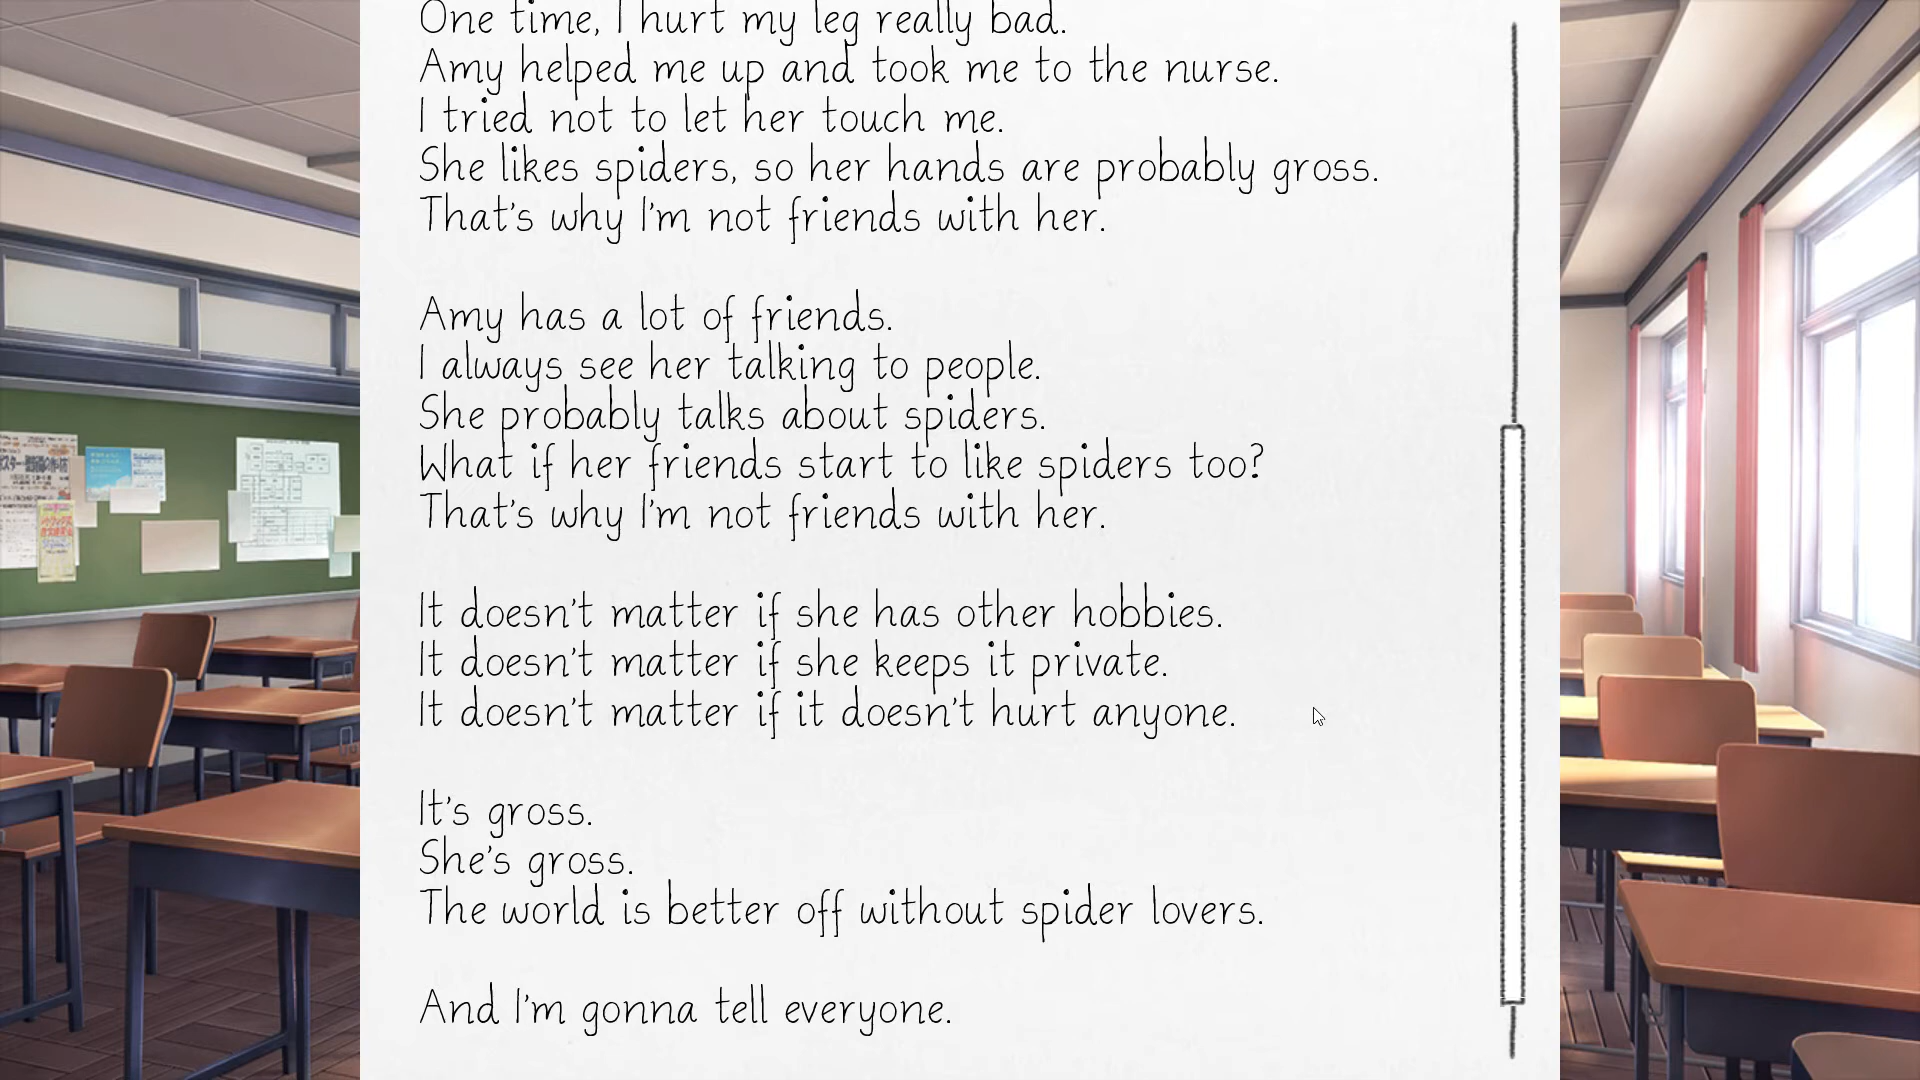 One time, I hurt my leg really bad.
Amy helped me up and took me to the nurse.
I tried not to let her touch me.
She likes spiders, so her hands are probably gross.
That's why I'm not friends with her.
Amy has a lot of friends.
I always see her talking to people.
She probably talks about spiders.
What if her friends start to like spiders too?
That's why I'm not friends with her.
It doesn't matter if she has other hobbies.
It doesn't matter if she keeps it private.
It doesn't matter if it doesn't hurt anyone.
It's gross.
She's gross.
The world is better off without spider lovers.
And I'm gonna tell everyone.